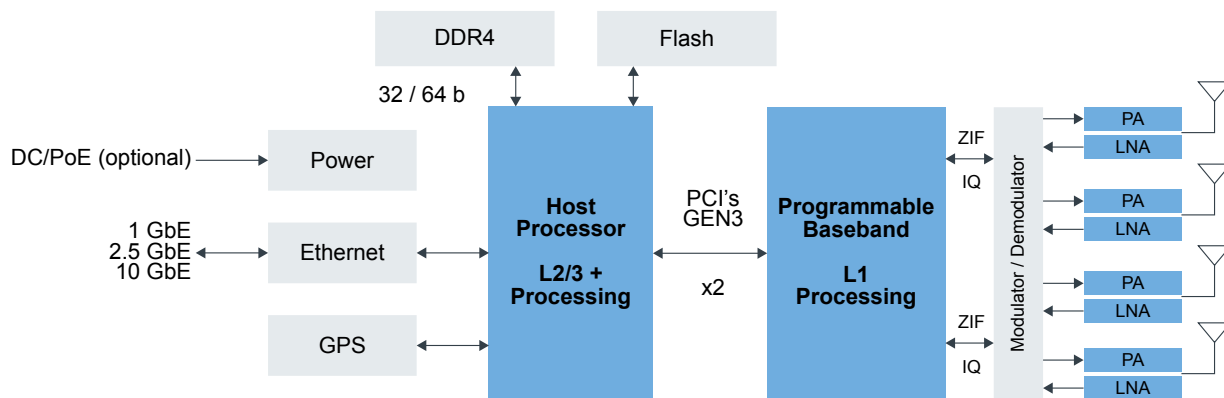 DDR4
Flash
32 / 64 b
DC/PoE (optional)
Power
1 GbE
2.5 GbE
10 GbE
Ethernet
GPS
Host
Processor
L2/3 +
Processing
PCI's
GEN3
x2
Programmable
Baseband
L1
Processing
ZIF
IQ
ZIF
IQ
Modulator / Demodulator
PA
LNA
PA
LNA
PA
LNA
PA
LNA